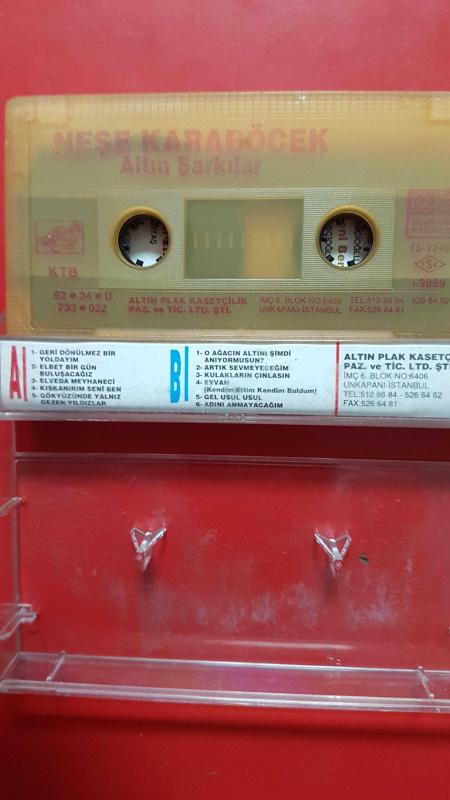 NEŞE KARABÖCEK
Altın Şarkılar
KTB
92 34 Ü
733 022
ALTIN PLAK KASETÇİLİK
PAZ. ve TİC. LTD. ŞTİ.
İMÇ 6. BLOK NO:6406
UNKAPANI-İSTANBUL
TEL:512 86 84 526 64 62
FAX:526 64 81
69889
A
1- GERİ DÖNÜLMEZ BİR
YOLDAYIM
2- ELBET BİR GÜN
BULUŞACAĞIZ
3- ELVEDA MEYHANECİ
4- KISKANIRIM SENİ BEN
5- GÖKYÜZÜNDE YALNIZ
GEZEN YILDIZLAR
B
1- O AĞACIN ALTINI ŞİMDİ
ANIYORMUSUN?
2- ARTIK SEVMEYECEĞİM
3- KULAKLARIN ÇINLASIN
4- EYVAH
(Kendim Ettim Kendim Buldum)
5- GEL USUL USUL
6- ADINI ANMAYACAĞIM
ALTIN PLAK KASETÇ
PAZ. ve TİC. LTD. ŞTİ
İMÇ 6. BLOK NO:6406
UNKAPANI-İSTANBUL
TEL:512 86 84 - 526 64 62
FAX:526 64 81